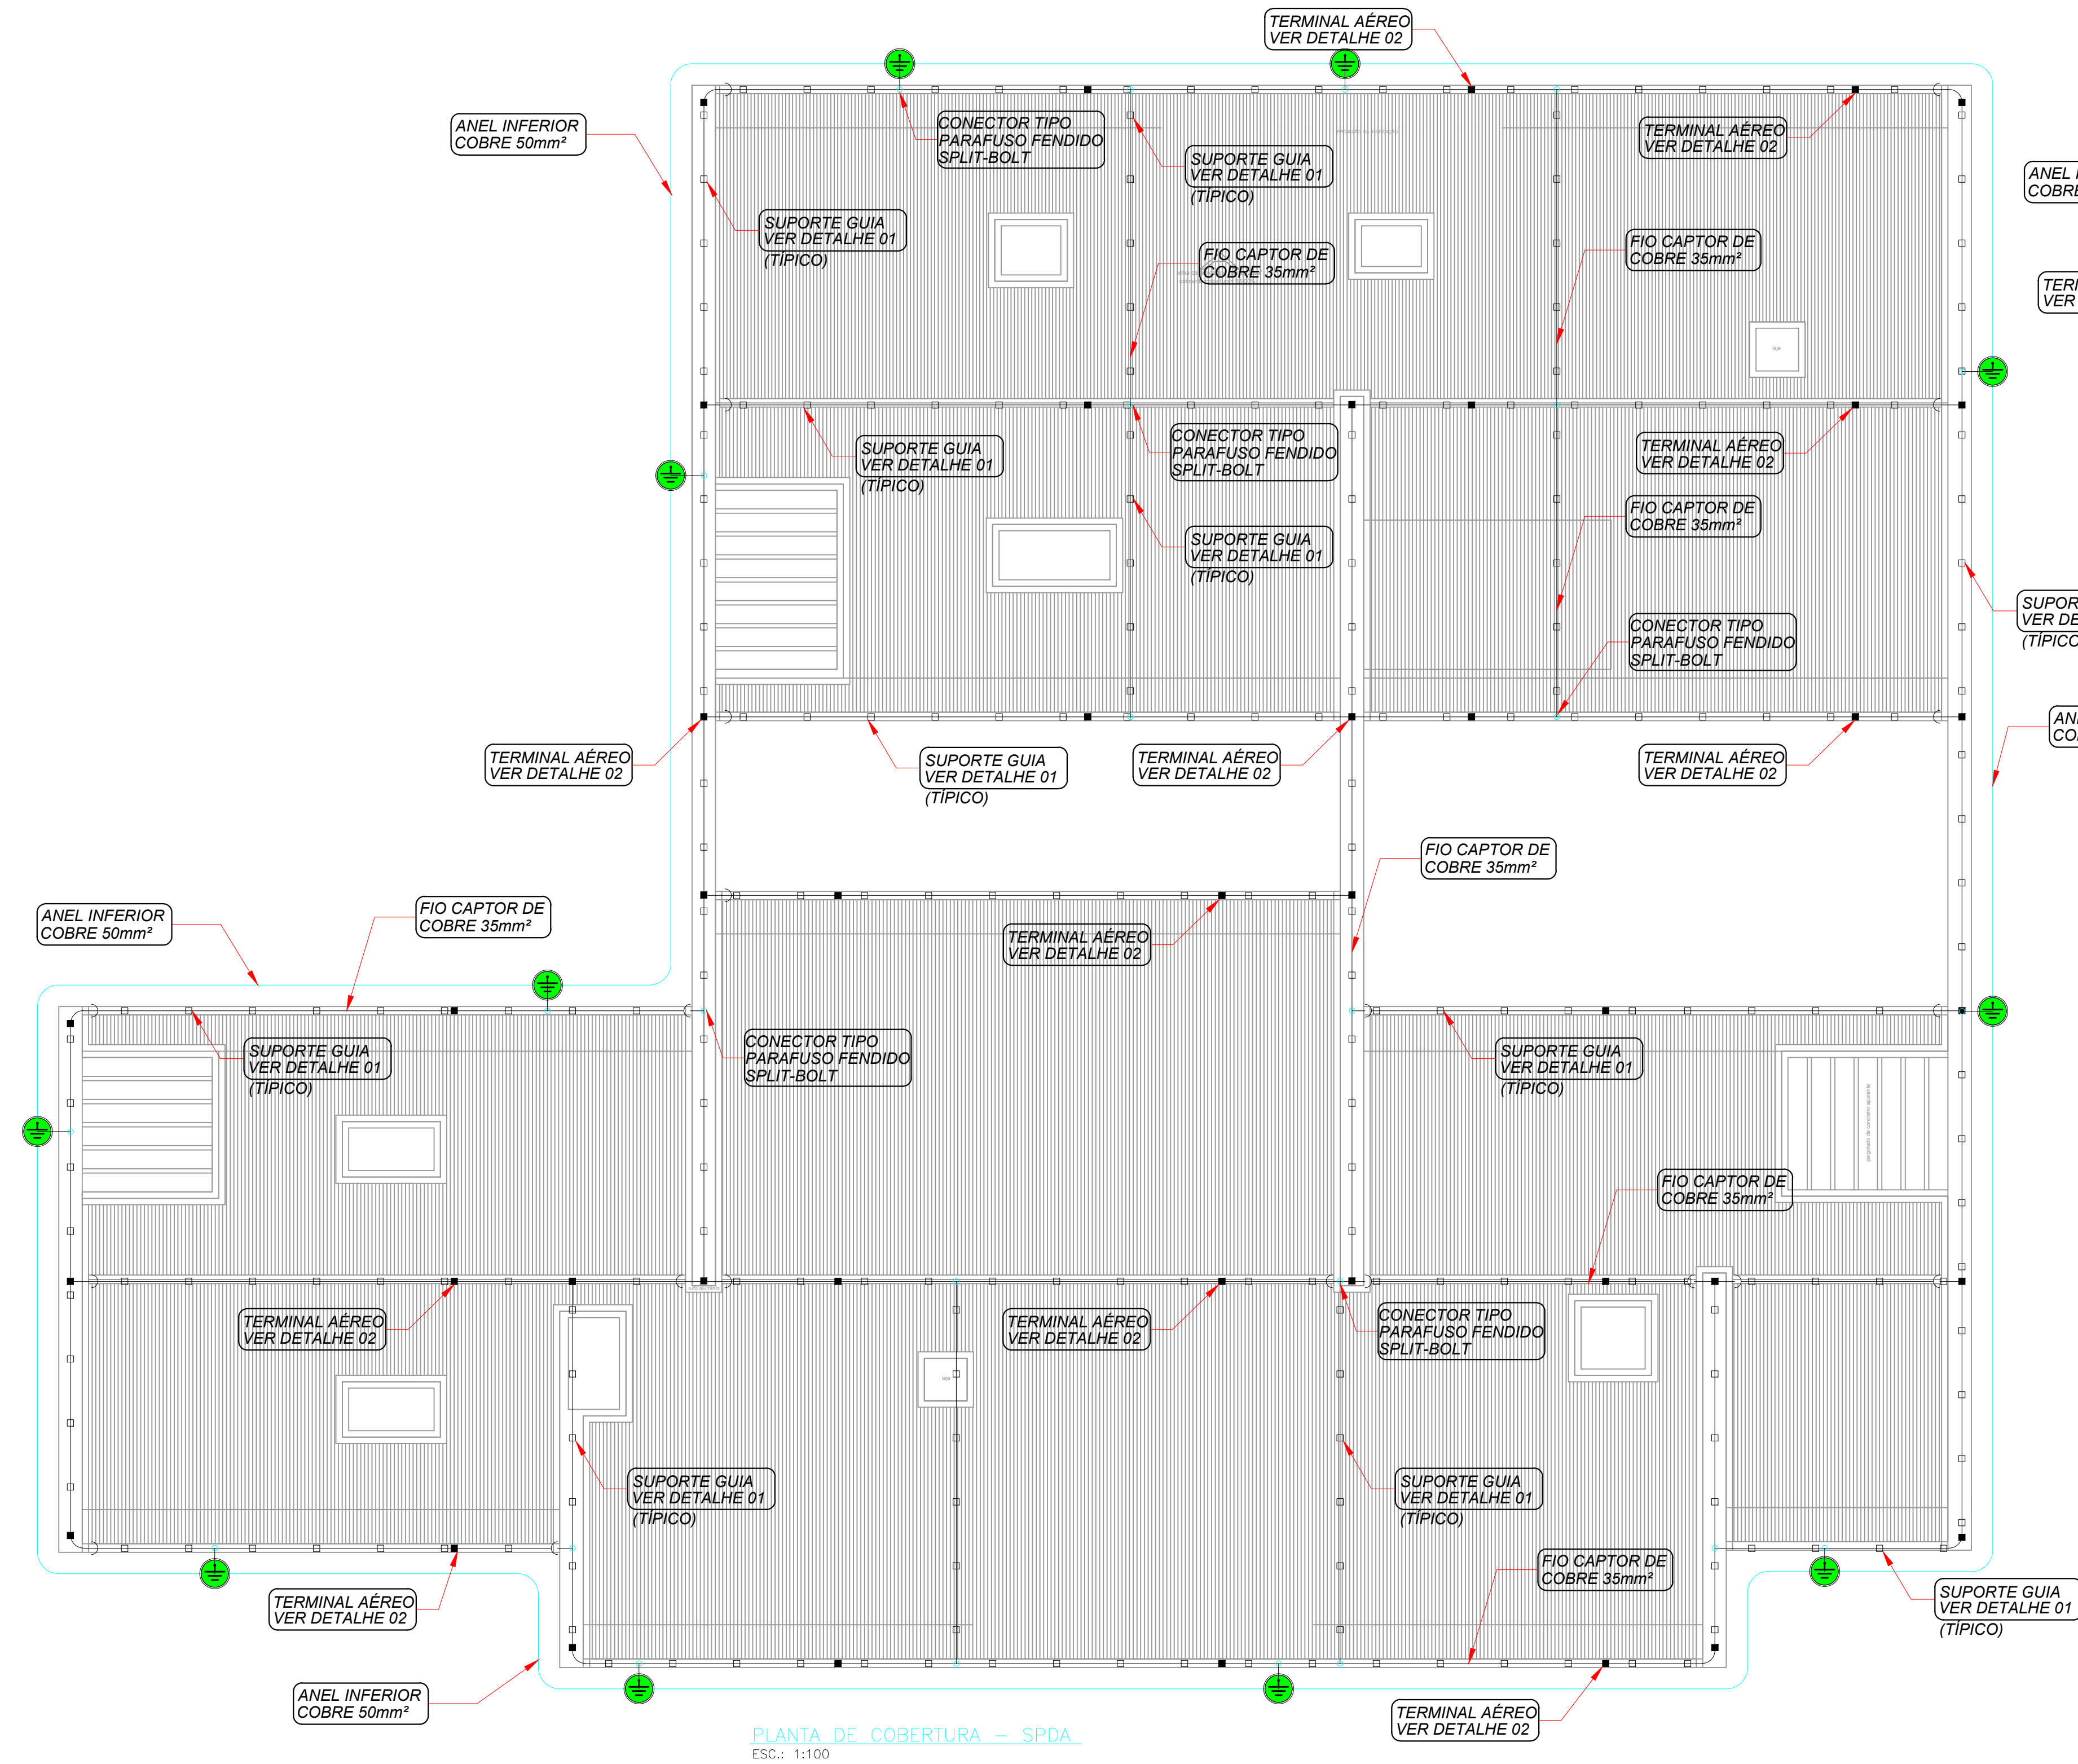 TERMINAL AÉREO
VER DETALHE 02
ANEL INFERIOR
COBRE 50mm²
CONECTOR TIPO
PARAFUSO FENDIDO
SPLIT-BOLT
TERMINAL AÉREO
VER DETALHE 02
SUPORTE GUIA
VER DETALHE 01
(TÍPICO)
SUPORTE GUIA
VER DETALHE 01
(TÍPICO)
FIO CAPTOR DE
COBRE 35mm²
FIO CAPTOR DE
COBRE 35mm²
ANEL
COBRE
VER
laje
SUPORTE GUIA
VER DETALHE 01
(TÍPICO)
CONECTOR TIPO
PARAFUSO FENDIDO
SPLIT-BOLT
TERMINAL AÉREO
VER DETALHE 02
FIO CAPTOR DE
COBRE 35mm²
SUPORTE GUIA
VER DETALHE 01
(TÍPICO)
CONECTOR TIPO
PARAFUSO FENDIDO
SPLIT-BOLT
SUPOR
VER DE
(TÍPICO
TERMINAL AÉREO
VER DETALHE 02
SUPORTE GUIA
VER DETALHE 01
(TÍPICO)
TERMINAL AÉREO
VER DETALHE 02
TERMINAL AÉREO
VER DETALHE 02
FIO CAPTOR DE
COBRE 35mm²
ANEL INFERIOR
COBRE 50mm²
FIO CAPTOR DE
COBRE 35mm²
TERMINAL AÉREO
VER DETALHE 02
SUPORTE GUIA
VER DETALHE 01
(TÍPICO)
CONECTOR TIPO
PARAFUSO FENDIDO
SPLIT-BOLT
SUPORTE GUIA
VER DETALHE 01
(TÍPICO)
FIO CAPTOR DE
COBRE 35mm²
TERMINAL AÉREO
VER DETALHE 02
TERMINAL AÉREO
VER DETALHE 02
CONECTOR TIPO
PARAFUSO FENDIDO
SPLIT-BOLT
laje
SUPORTE GUIA
VER DETALHE 01
(TÍPICO)
SUPORTE GUIA
VER DETALHE 01
(TÍPICO)
FIO CAPTOR DE
COBRE 35mm²
TERMINAL AÉREO
VER DETALHE 02
SUPORTE GUIA
VER DETALHE 01
(TÍPICO)
ANEL INFERIOR
COBRE 50mm²
TERMINAL AÉREO
VER DETALHE 02
PLANTA DE COBERTURA – SPDA
ESC.: 1:100